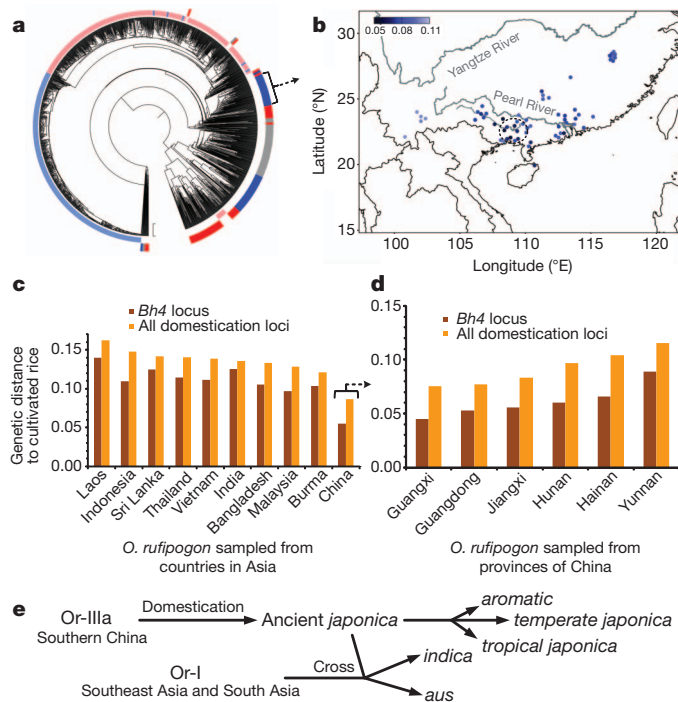 a
b
0.05 0.08 0.11
30
25
20
15
Latitude (°N)
Yangtze River
Pearl River
100 105 110 115 120
Longitude (°E)
c
Bh4 locus
All domestication loci
0.15
0.10
0.05
0.00
Genetic distance
to cultivated rice
Laos
Indonesia
Sri Lanka
Thailand
Vietnam
India
Bangladesh
Malaysia
Burma
China
O. rufipogon sampled from
countries in Asia
d
0.15
0.10
0.05
0.00
Bh4 locus
All domestication loci
Guangxi
Guangdong
Jiangxi
Hunan
Hainan
Yunnan
O. rufipogon sampled from
provinces of China
e
Or-IIIa
Southern China
Domestication
Ancient japonica
aromatic
temperate japonica
tropical japonica
Or-I
Southeast Asia and South Asia
Cross
indica
aus